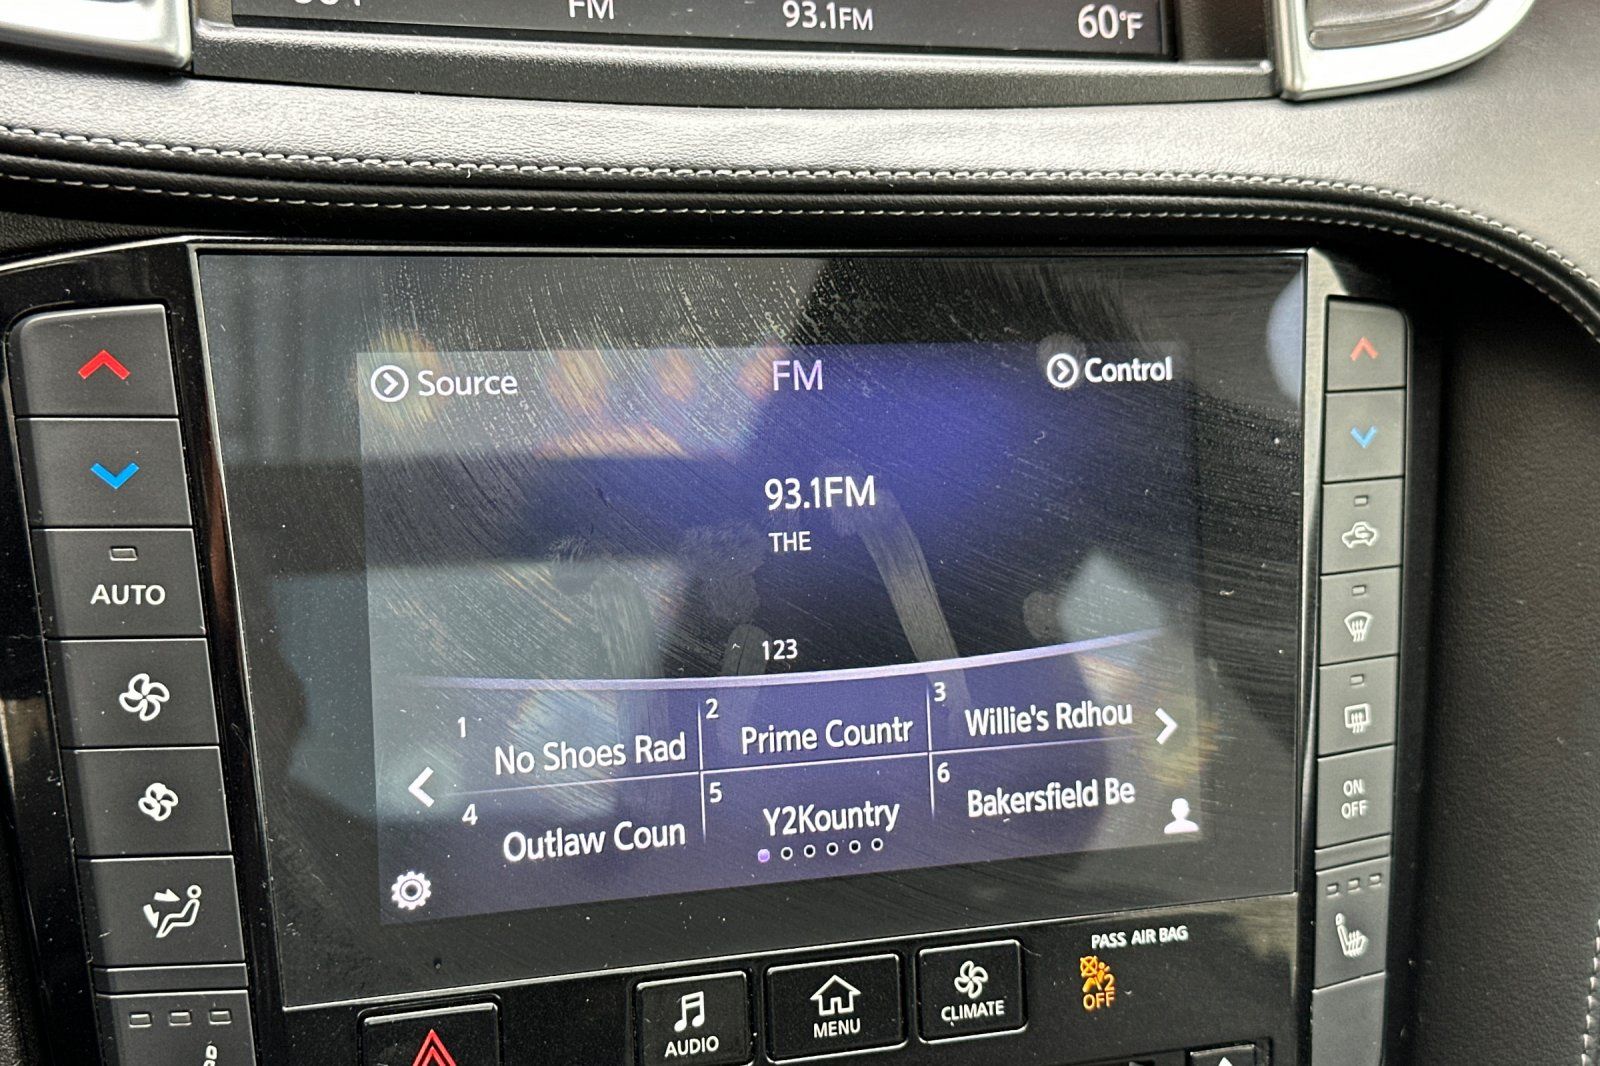 FM
93.1FM
60°F
Source
FM
Control
93.1FM
THE
123
1
No Shoes Rad
2
Prime Countr
3
Willie's Rdhou
4
Outlaw Coun
5
Y2Kountry
6
Bakersfield Be
AUTO
ON
OFF
PASS AIR BAG
2
OFF
AUDIO
MENU
CLIMATE